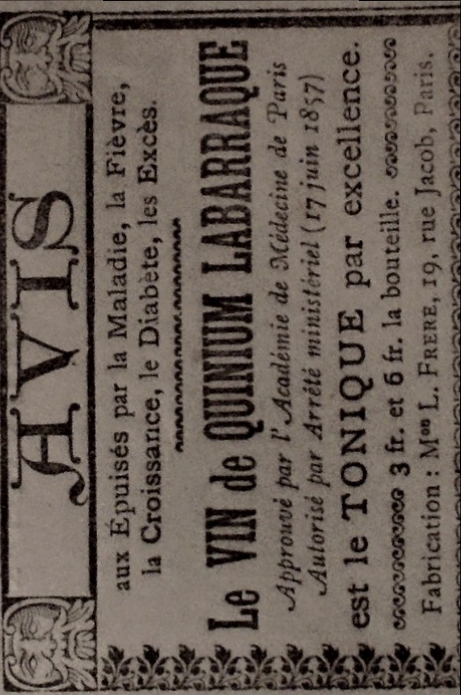 AVIS
aux Épuisés par la Maladie, la Fièvre,
la Croissance, le Diabète, les Excès.
Le VIN de QUINIUM LABARRAQUE
Approuvé par l'Académie de Médecine de Paris
Autorisé par Arrêté ministériel (17 juin 1857)
est le TONIQUE par excellence.
3 fr. et 6 fr. la bouteille.
Fabrication : Mon L. FRERE, 19, rue Jacob, Paris.